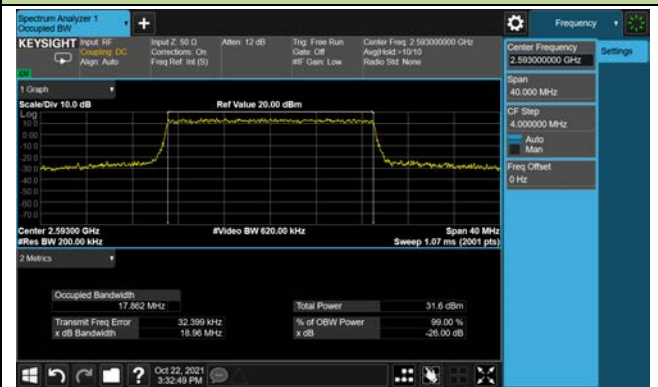 Spectrum Analyzer 1
Occupied BW
Frequency
KEYSIGHT
Input: RF
Coupling: DC
Align: Auto
Input Z: 50 Ω
Corrections: On
Freq Ref: Int (S)
Atten: 12 dB
Trig: Free Run
Gate: Off
#IF Gain: Low
Center Freq: 2.593000000 GHz
Avg|Hold:>10/10
Radio Std: None
Center Frequency
2.593000000 GHz
Settings
Span
40.000 MHz
CF Step
4.000000 MHz
Auto
Man
Freq Offset
0 Hz
1 Graph
Scale/Div 10.0 dB
Ref Value 20.00 dBm
Log
10.0
0.00
-10.0
-20.0
-30.0
-40.0
-50.0
-60.0
-70.0
Center 2.59300 GHz
#Video BW 620.00 kHz
Span 40 MHz
#Res BW 200.00 kHz
Sweep 1.07 ms (2001 pts)
2 Metrics
Occupied Bandwidth
17.862 MHz
Total Power 31.6 dBm
Transmit Freq Error 32.399 kHz
% of OBW Power 99.00 %
x dB Bandwidth 18.96 MHz
x dB -26.00 dB
?
Oct 22, 2021
3:32:49 PM